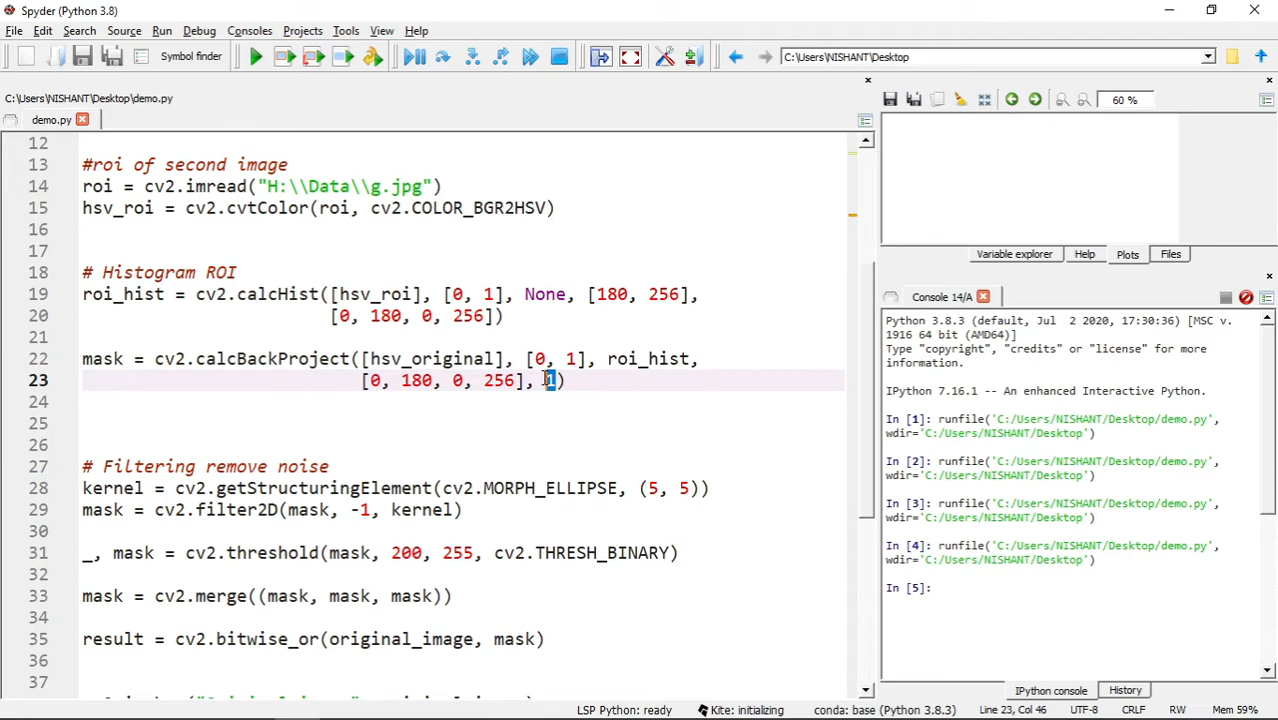 Spyder (Python 3.8)
File Edit Search Source Run Debug Consoles Projects Tools View Help
Symbol finder
C:\Users\NISHANT\Desktop
C:\Users\NISHANT\Desktop\demo.py
demo.py
60 %
12
13 #roi of second image
14 roi = cv2.imread("H:\\Data\\g.jpg")
15 hsv_roi = cv2.cvtColor(roi, cv2.COLOR_BGR2HSV)
16
17
18 # Histogram ROI
19 roi_hist = cv2.calcHist([hsv_roi], [0, 1], None, [180, 256],
20 [0, 180, 0, 256])
21
22 mask = cv2.calcBackProject([hsv_original], [0, 1], roi_hist,
23 [0, 180, 0, 256], 1)
24
25
26
27 # Filtering remove noise
28 kernel = cv2.getStructuringElement(cv2.MORPH_ELLIPSE, (5, 5))
29 mask = cv2.filter2D(mask, -1, kernel)
30
31 _, mask = cv2.threshold(mask, 200, 255, cv2.THRESH_BINARY)
32
33 mask = cv2.merge((mask, mask, mask))
34
35 result = cv2.bitwise_or(original_image, mask)
36
37
Variable explorer Help Plots Files
Console 14/A
Python 3.8.3 (default, Jul 2 2020, 17:30:36) [MSC v.
1916 64 bit (AMD64)]
Type "copyright", "credits" or "license" for more
information.
IPython 7.16.1 -- An enhanced Interactive Python.
In [1]: runfile('C:/Users/NISHANT/Desktop/demo.py',
wdir='C:/Users/NISHANT/Desktop')
In [2]: runfile('C:/Users/NISHANT/Desktop/demo.py',
wdir='C:/Users/NISHANT/Desktop')
In [3]: runfile('C:/Users/NISHANT/Desktop/demo.py',
wdir='C:/Users/NISHANT/Desktop')
In [4]: runfile('C:/Users/NISHANT/Desktop/demo.py',
wdir='C:/Users/NISHANT/Desktop')
In [5]:
IPython console History
LSP Python: ready Kite: initializing conda: base (Python 3.8.3) Line 23, Col 46 UTF-8 CRLF RW Mem 59%